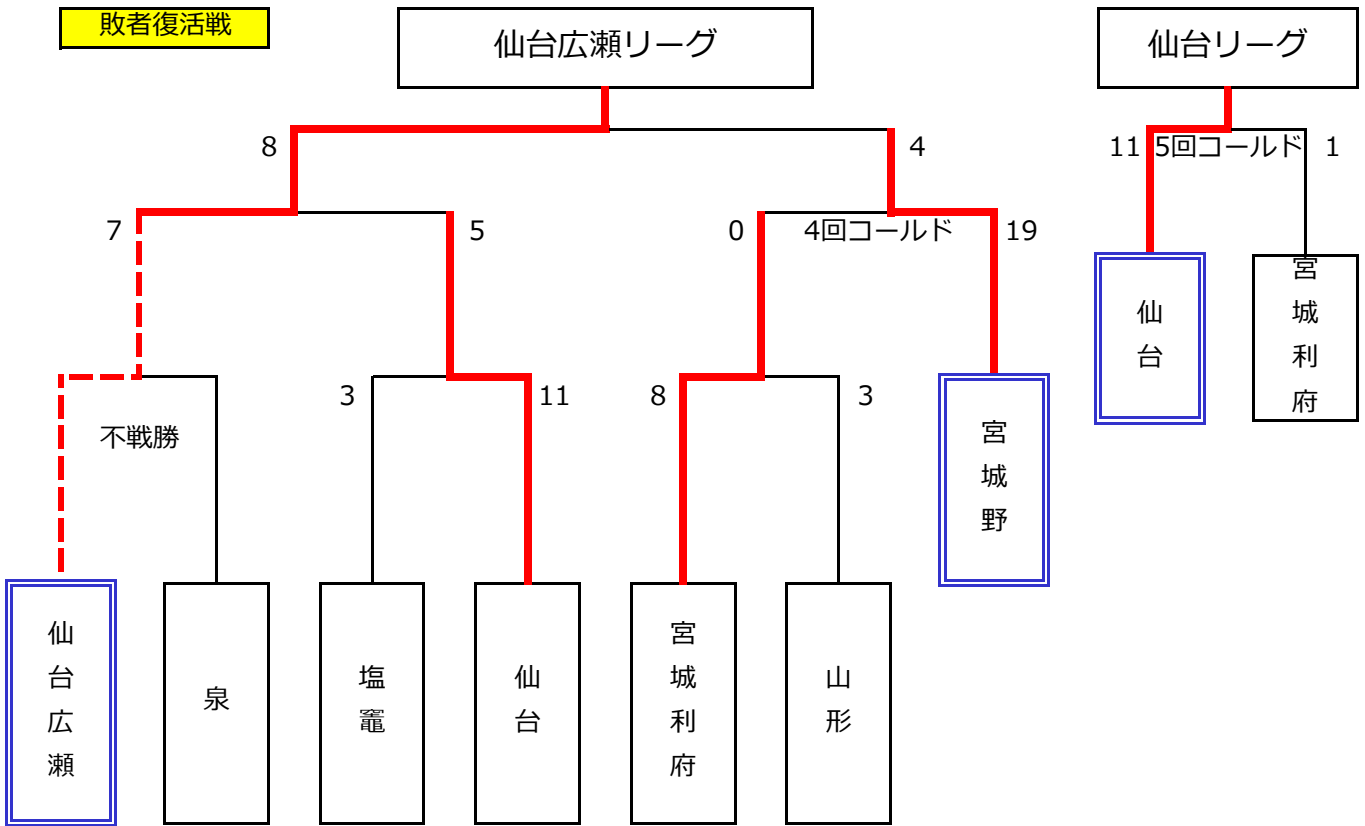 敗者復活戦
仙台広瀬リーグ
仙台リーグ
8
4
11
5回コールド
1
7
5
0
4回コールド
19
仙台
宮城利府
3
11
8
3
不戦勝
宮城野
仙台広瀬
泉
塩竈
仙台
宮城利府
山形